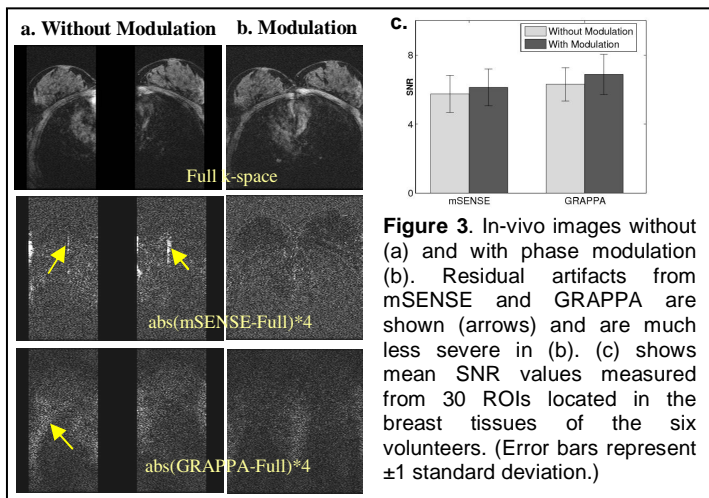 a. Without Modulation
b. Modulation
Full k-space
abs(mSENSE-Full)*4
abs(GRAPPA-Full)*4
c.
Without Modulation
With Modulation
SNR
8
4
0
mSENSE
GRAPPA
Figure 3. In-vivo images without
(a) and with phase modulation
(b). Residual artifacts from
mSENSE and GRAPPA are
shown (arrows) and are much
less severe in (b). (c) shows
mean SNR values measured
from 30 ROIs located in the
breast tissues of the six
volunteers. (Error bars represent
±1 standard deviation.)